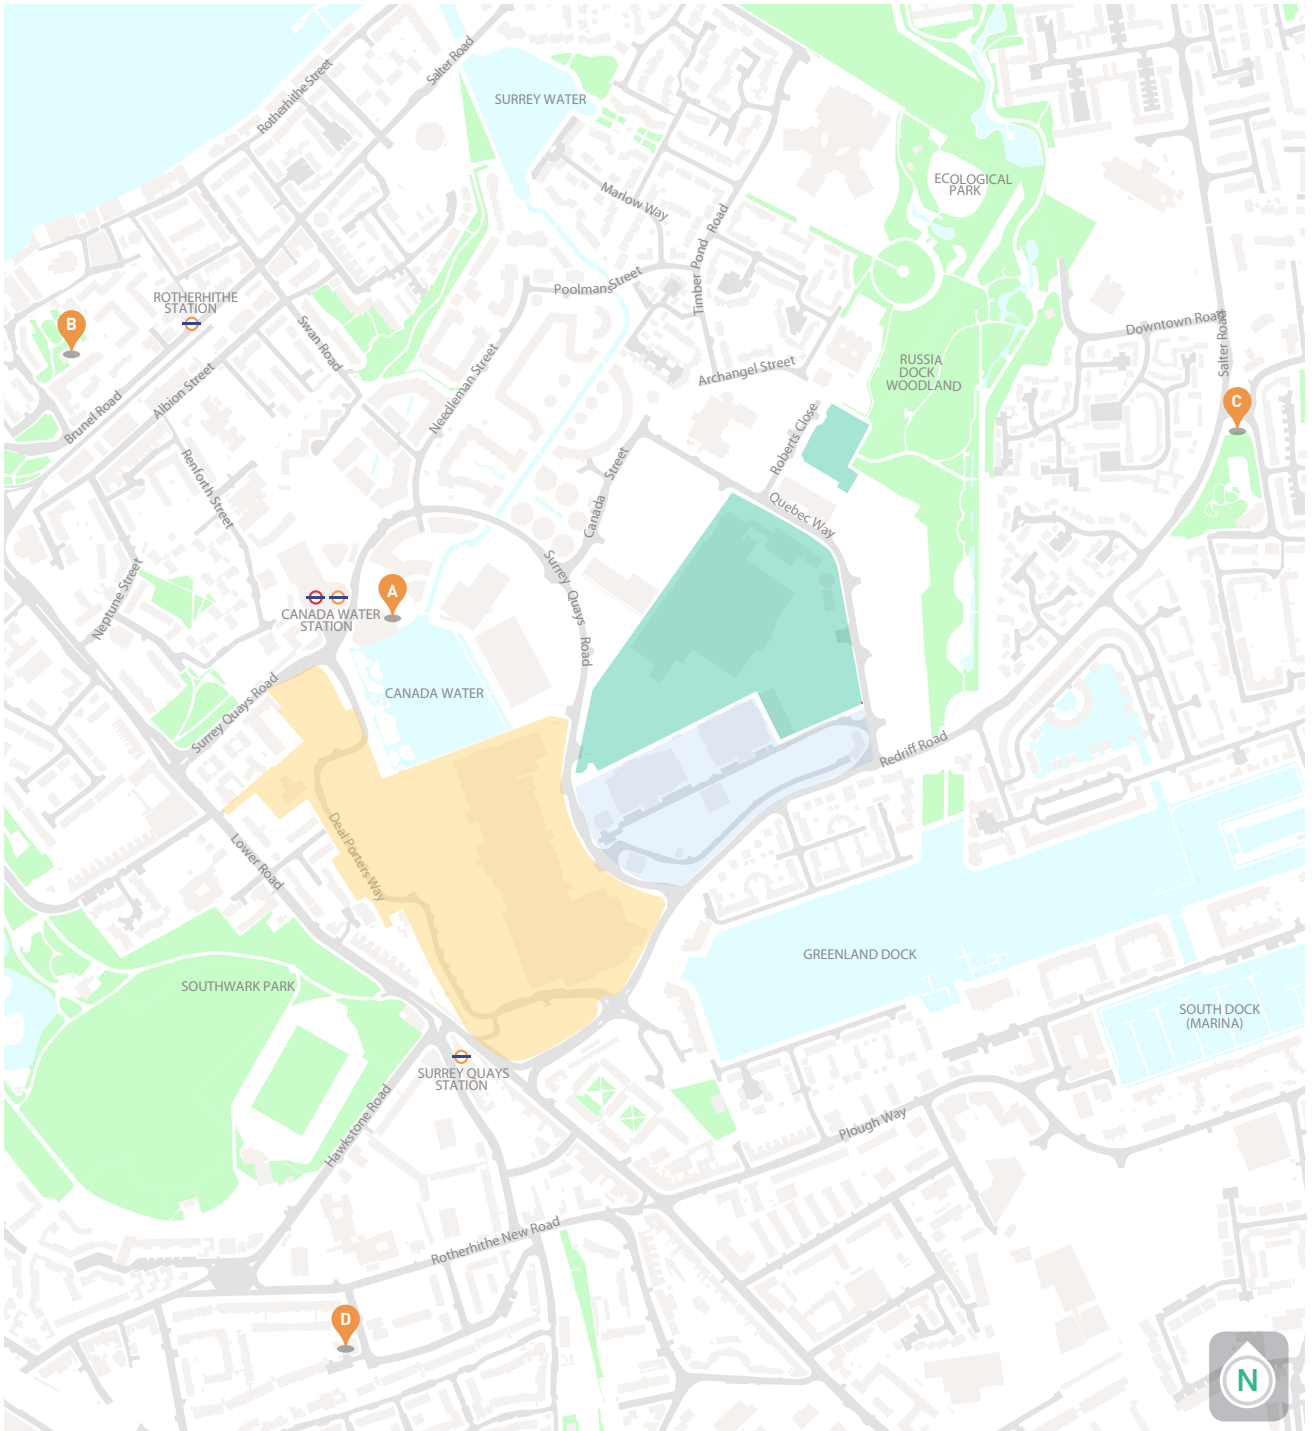 Salter Road
Rotherhithe Street
SURREY WATER
ECOLOGICAL
PARK
Marlow Way
Timber Pond Road
Poolmans Street
ROTHERHITHE
STATION
B
Swan Road
Downtown Road
Salter Road
Needleman Street
Archangel Street
RUSSIA
DOCK
WOODLAND
Albion Street
Brunel Road
C
Roberts Close
Renforth Street
Canada Street
Quebec Way
Neptune Street
Surrey Quays Road
A
CANADA WATER
STATION
CANADA WATER
Surrey Quays Road
Redriff Road
Deal Porters Way
Lower Road
GREENLAND DOCK
SOUTHWARK PARK
SOUTH DOCK
(MARINA)
SURREY QUAYS
STATION
Hawkstone Road
Plough Way
Rotherhithe New Road
D
N